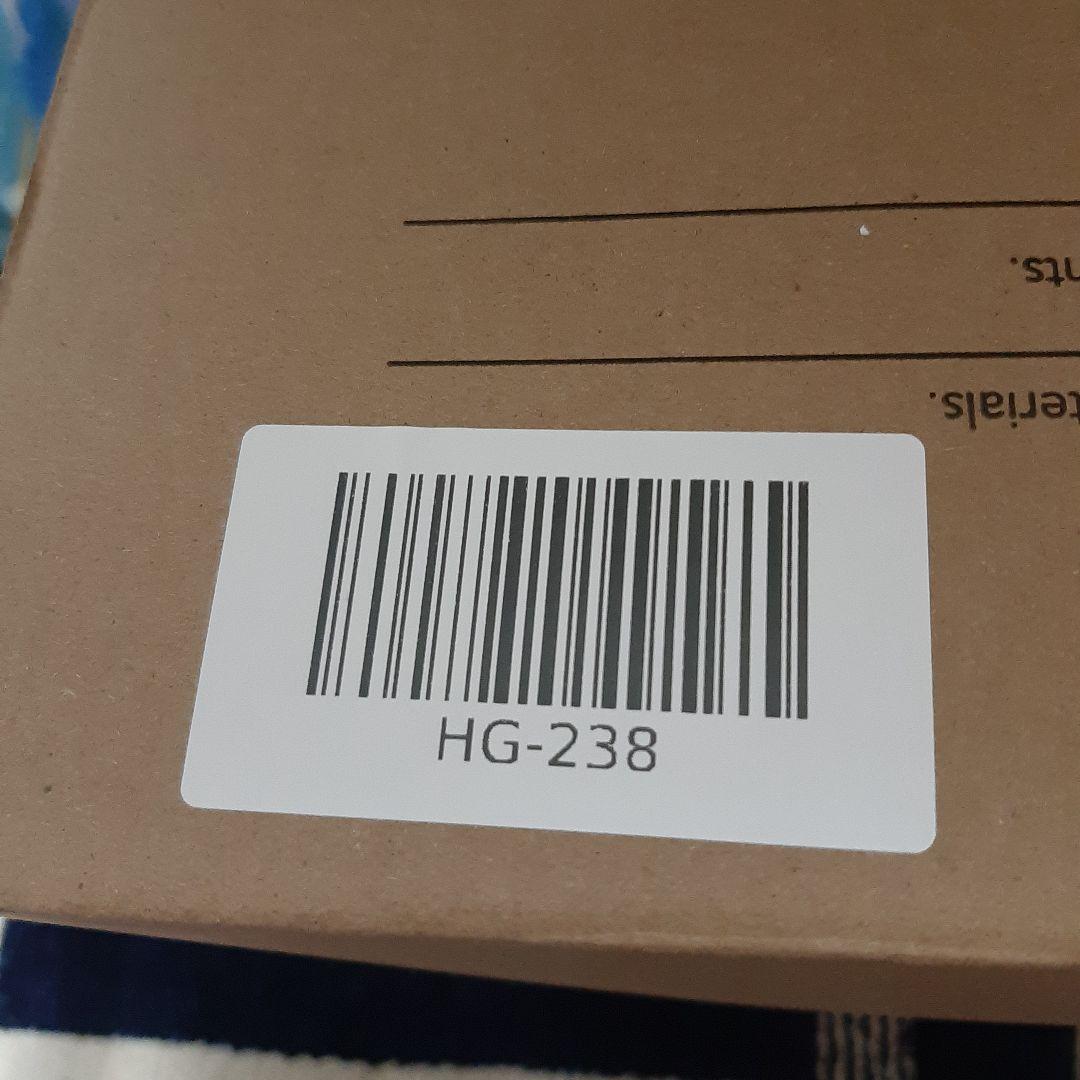 nts.
terials.
HG-238